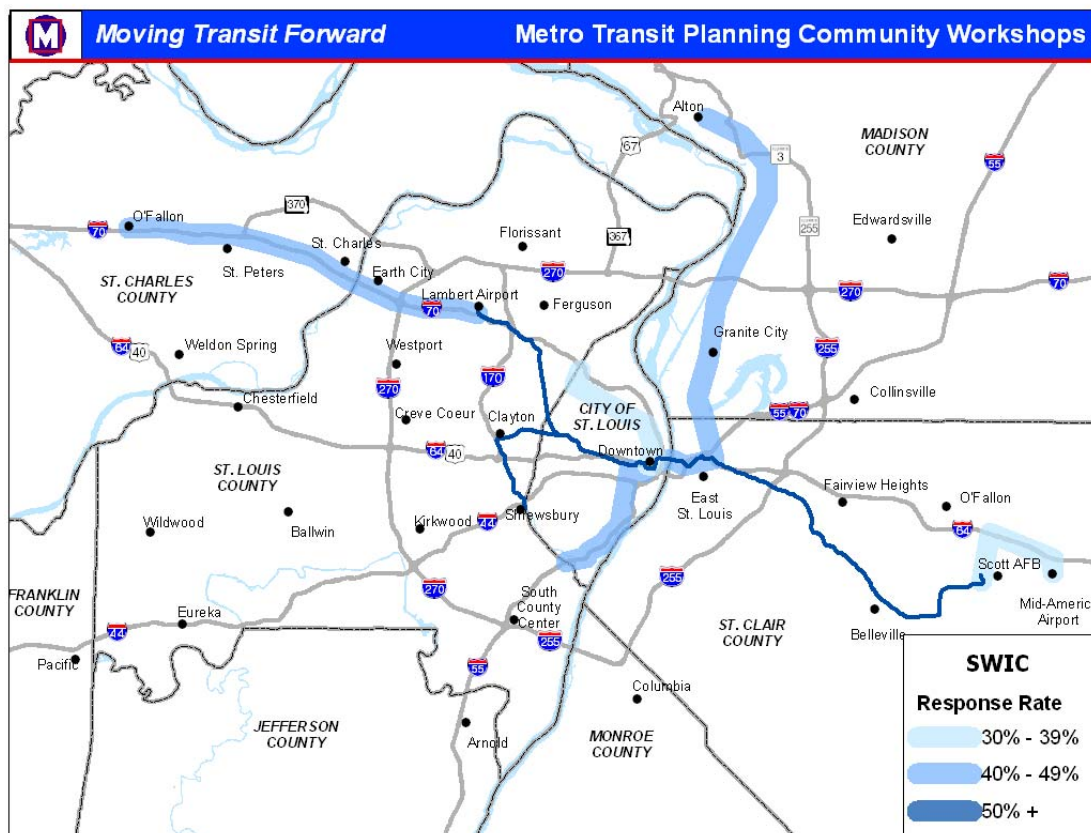 M
Moving Transit Forward
Metro Transit Planning Community Workshops
Alton
MADISON
COUNTY
67
3
55
370
O'Fallon
70
St. Peters
St. Charles
Earth City
Florissant
367
255
Edwardsville
ST. CHARLES
COUNTY
270
Lambert Airport
70
Ferguson
270
70
64
40
Weldon Spring
Westport
170
Granite City
255
270
Chesterfield
Creve Coeur
Clayton
CITY OF
ST. LOUIS
55
70
Collinsville
64
40
Downtown
ST. LOUIS
COUNTY
East
St. Louis
Fairview Heights
O'Fallon
Wildwood
Ballwin
Kirkwood
44
Shrewsbury
64
FRANKLIN
COUNTY
270
255
Scott AFB
Mid-America
Airport
Eureka
44
Pacific
South
County
Center
255
ST. CLAIR
COUNTY
Belleville
55
Columbia
JEFFERSON
COUNTY
Arnold
MONROE
COUNTY
SWIC
Response Rate
30% - 39%
40% - 49%
50% +